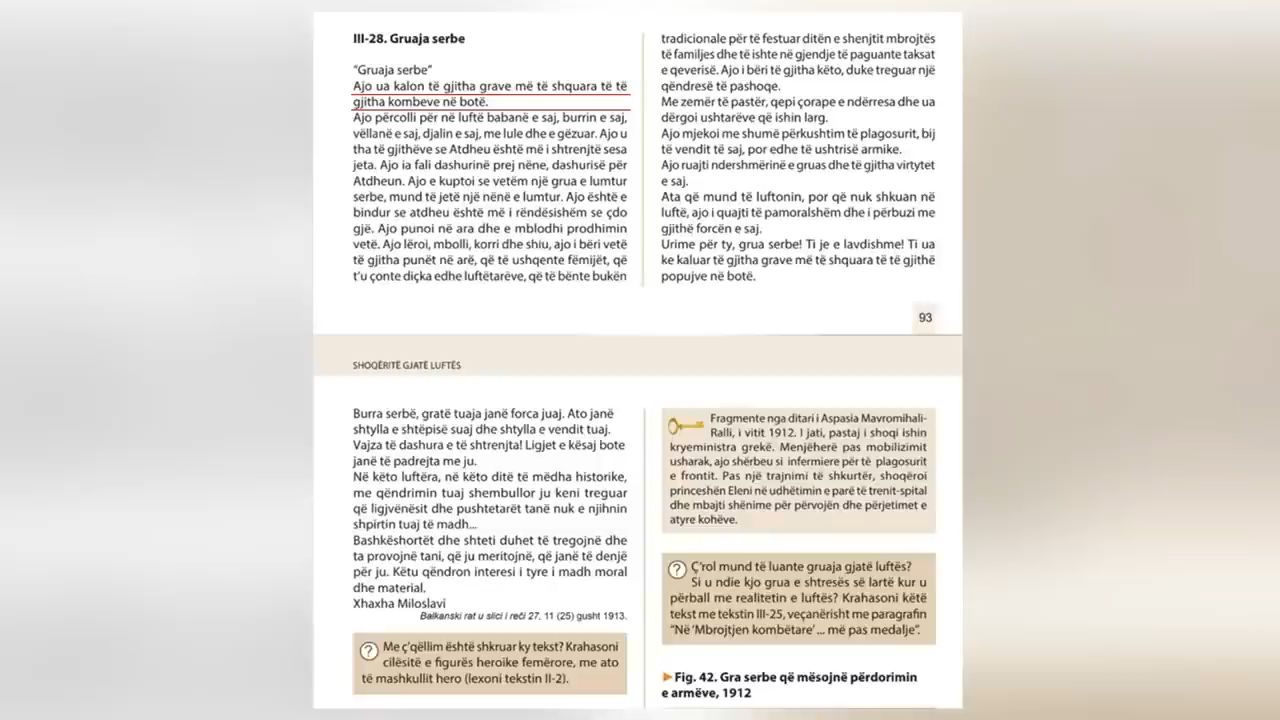 III-28. Gruaja serbe
“Gruaja serbe”
Ajo ua kalon të gjitha grave më të shquara të të
gjitha kombeve në botë.
Ajo përcolli për në luftë babanë e saj, burrin e saj,
vëllanë e saj, djalin e saj, me lule dhe e gëzuar. Ajo u
tha të gjithëve se Atdheu është më i shtrenjtë sesa
jeta. Ajo ia fali dashurinë prej nëne, dashurisë për
Atdheun. Ajo e kuptoi se vetëm një grua e lumtur
serbe, mund të jetë një nënë e lumtur. Ajo është e
bindur se atdheu është më i rëndësishëm se çdo
gjë. Ajo punoi në ara dhe e mblodhi prodhimin
vetë. Ajo lëroi, mbolli, korri dhe shiu, ajo i bëri vetë
të gjitha punët në arë, që të ushqente fëmijët, që
t’u çonte diçka edhe luftëtarëve, që të bënte bukën
tradicionale për të festuar ditën e shenjtit mbrojtës
të familjes dhe të ishte në gjendje të paguante taksat
e qeverisë. Ajo i bëri të gjitha këto, duke treguar një
qëndresë të pashoqe.
Me zemër të pastër, qepi çorape e ndërresa dhe ua
dërgoi ushtarëve që ishin larg.
Ajo mjekoi me shumë përkushtim të plagosurit, bij
të vendit të saj, por edhe të ushtrisë armike.
Ajo ruajti ndershmërinë e gruas dhe të gjitha virtytet
e saj.
Ata që mund të luftonin, por që nuk shkuan në
luftë, ajo i quajti të pamoralshëm dhe i përbuzi me
gjithë forcën e saj.
Urime për ty, grua serbe! Ti je e lavdishme! Ti ua
ke kaluar të gjitha grave më të shquara të të gjithë
popujve në botë.
93
SHOQËRITË GJATË LUFTËS
Burra serbë, gratë tuaja janë forca juaj. Ato janë
shtylla e shtëpisë suaj dhe shtylla e vendit tuaj.
Vajza të dashura e të shtrenjta! Ligjet e kësaj bote
janë të padrejta me ju.
Në këto luftëra, në këto ditë të mëdha historike,
me qëndrimin tuaj shembullor ju keni treguar
që ligjvënësit dhe pushtetarët tanë nuk e njihnin
shpirtin tuaj të madh...
Bashkëshortët dhe shteti duhet të tregojnë dhe
ta provojnë tani, që ju meritojnë, që janë të denjë
për ju. Këtu qëndron interesi i tyre i madh moral
dhe material.
Xhaxha Miloslavi
Balkanski rat u slici i reči 27, 11 (25) gusht 1913.
? Me ç’qëllim është shkruar ky tekst? Krahasoni
cilësitë e figurës heroike femërore, me ato
të mashkullit hero (lexoni tekstin II-2).
Fragmente nga ditari i Aspasia Mavromihali-
Ralli, i vitit 1912. I jati, pastaj i shoqi ishin
kryeministra grekë. Menjëherë pas mobilizimit
usharak, ajo shërbeu si infermiere për të plagosurit
e frontit. Pas një trajnimi të shkurtër, shoqëroi
princeshën Eleni në udhëtimin e parë të trenit-spital
dhe mbajti shënime për përvojën dhe përjetimet e
atyre kohëve.
? Ç’rol mund të luante gruaja gjatë luftës?
Si u ndie kjo grua e shtresës së lartë kur u
përball me realitetin e luftës? Krahasoni këtë
tekst me tekstin III-25, veçanërisht me paragrafin
“Në ‘Mbrojtjen kombëtare’ ... më pas medalje”.
►Fig. 42. Gra serbe që mësojnë përdorimin
e armëve, 1912